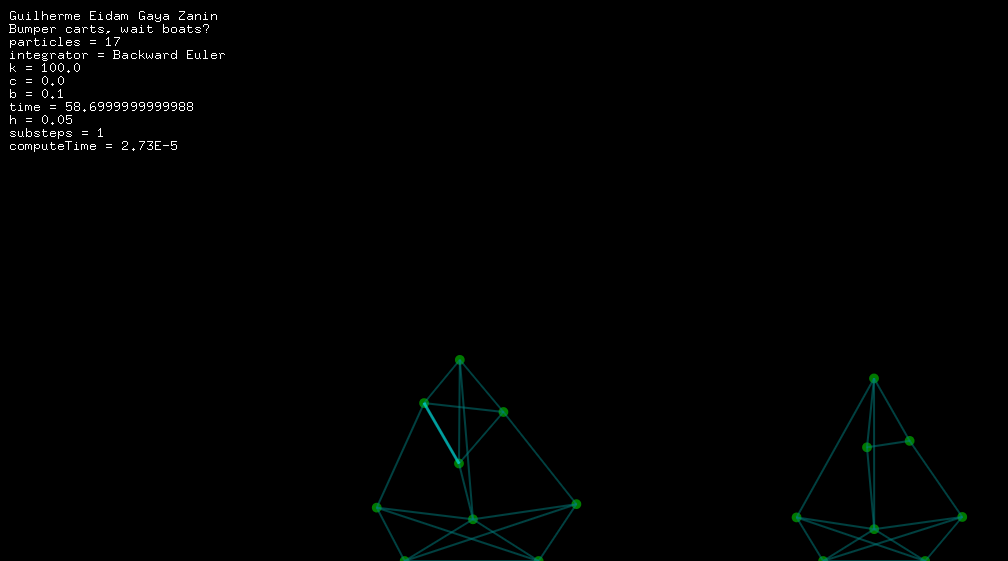 Guilherme Eidam Gaya Zanin
Bumper carts, wait boats?
particles = 17
integrator = Backward Euler
k = 100.0
c = 0.0
b = 0.1
time = 58.6999999999988
h = 0.05
substeps = 1
computeTime = 2.73E-5